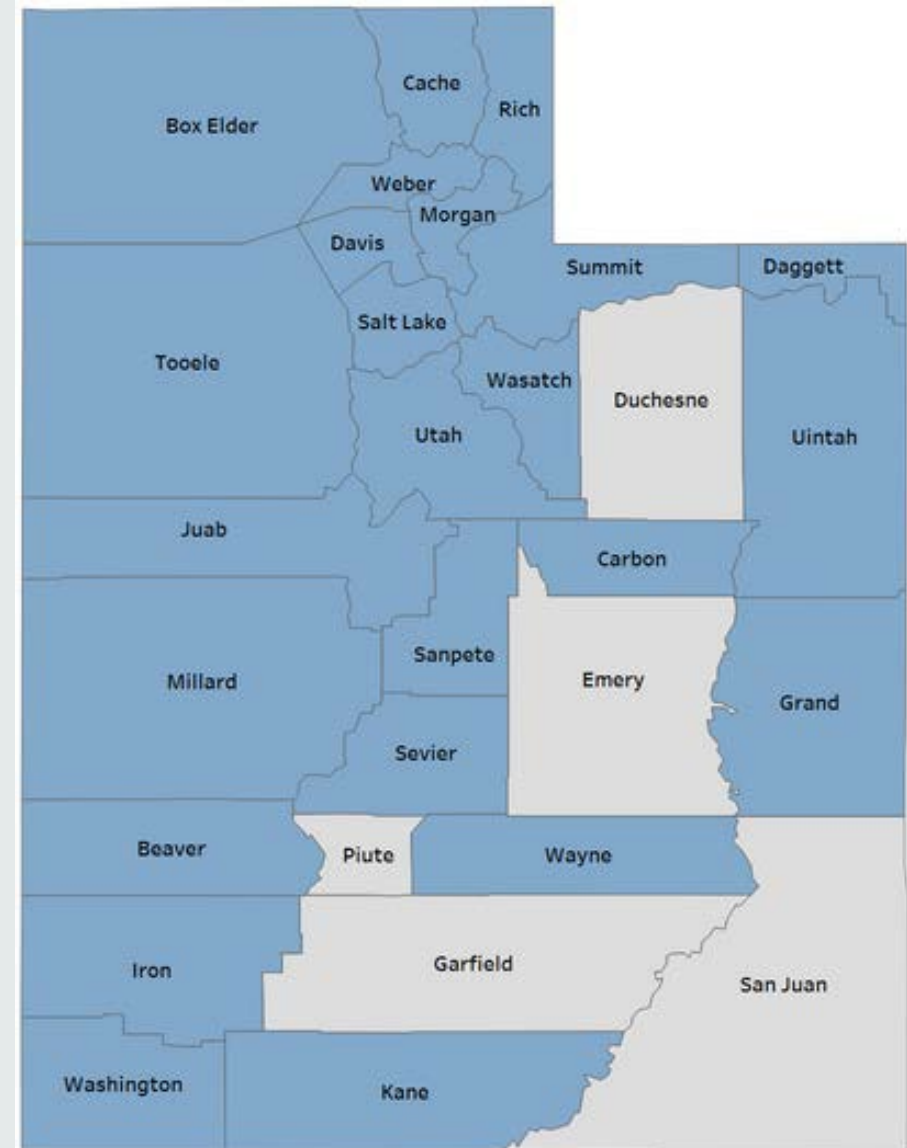 Cache
Rich
Box Elder
Weber
Morgan
Davis
Summit
Daggett
Salt Lake
Tooele
Wasatch
Duchesne
Utah
Uintah
Juab
Carbon
Sanpete
Emery
Millard
Grand
Sevier
Beaver
Piute
Wayne
Garfield
Iron
San Juan
Washington
Kane